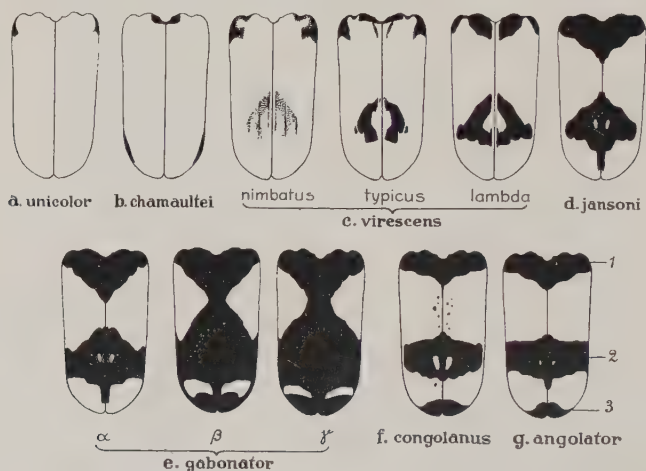 nimbatus typicus lambda
a. unicolor b. chamaultei c. virescens d. jansoni
1
2
3
α β γ f. congolanus g. angolator
e. gabonator